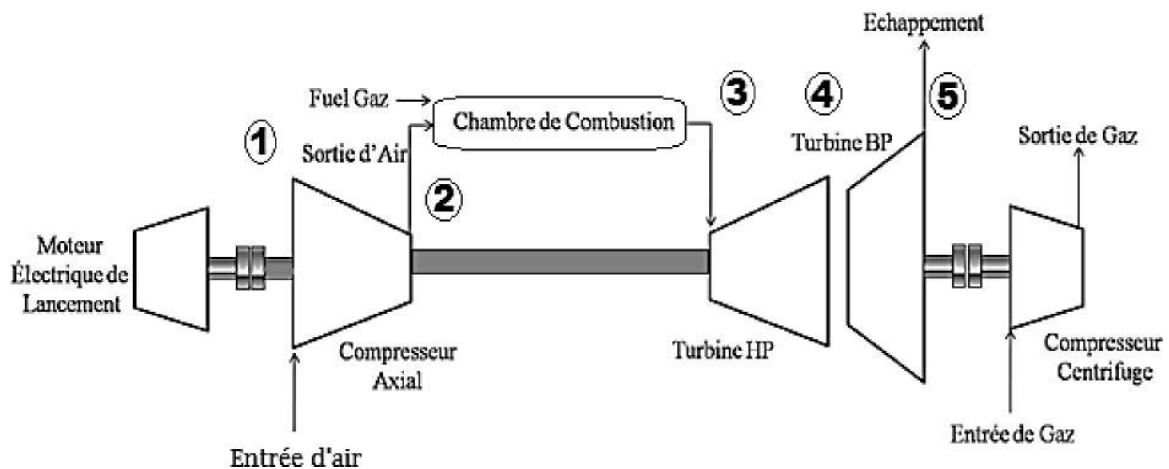 Echappement
Fuel Gaz
Chambre de Combustion
3
4
5
1
Sortie d'Air
Turbine BP
Sortie de Gaz
2
Moteur
Électrique de
Lancement
Compresseur
Axial
Turbine HP
Compresseur
Centrifuge
Entrée d'air
Entrée de Gaz